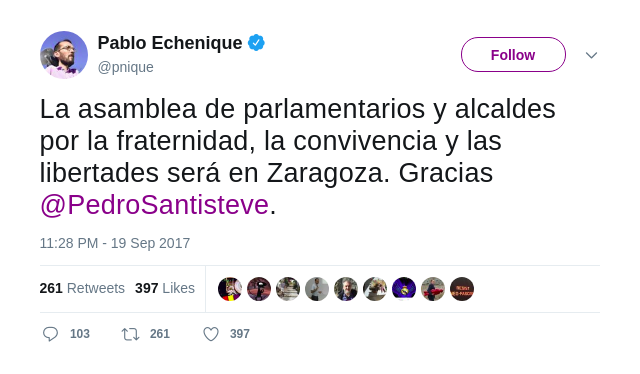 Pablo Echenique
@pnique
Follow
La asamblea de parlamentarios y alcaldes
por la fraternidad, la convivencia y las
libertades será en Zaragoza. Gracias
@PedroSantisteve.
11:28 PM - 19 Sep 2017
261 Retweets 397 Likes
103 261 397